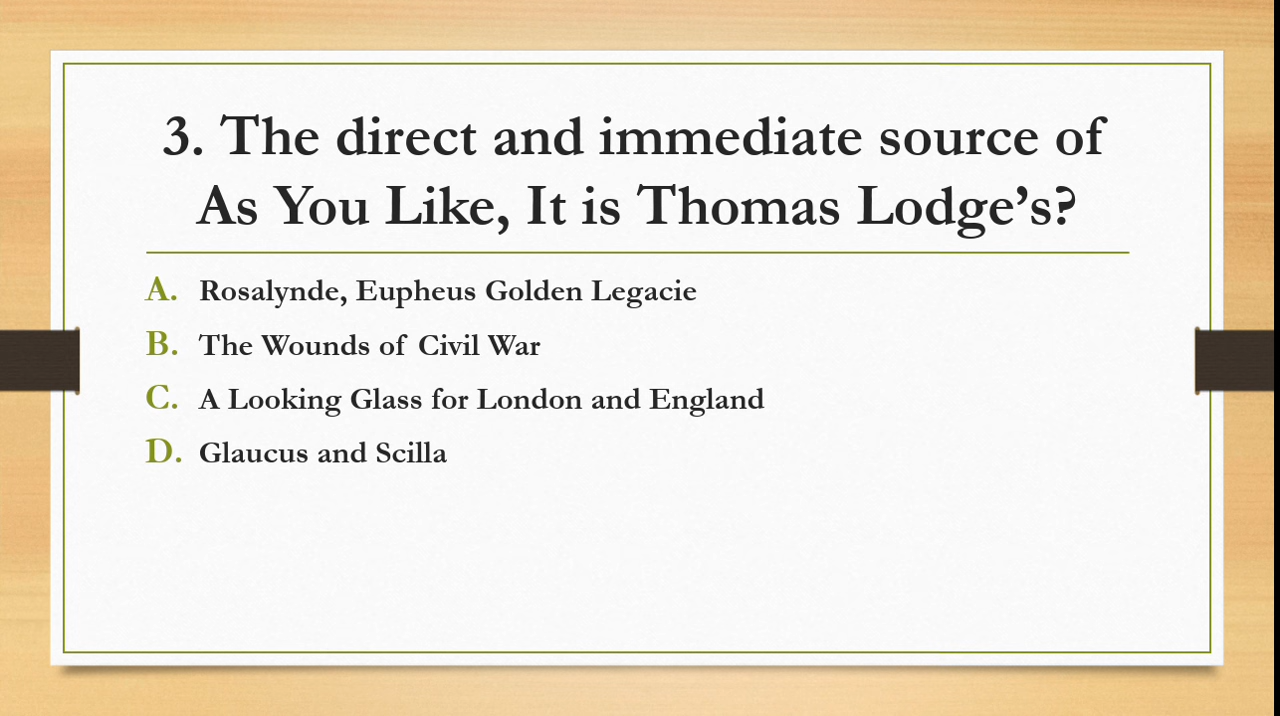 3. The direct and immediate source of
As You Like, It is Thomas Lodge’s?
A. Rosalynde, Eupheus Golden Legacie
B. The Wounds of Civil War
C. A Looking Glass for London and England
D. Glaucus and Scilla